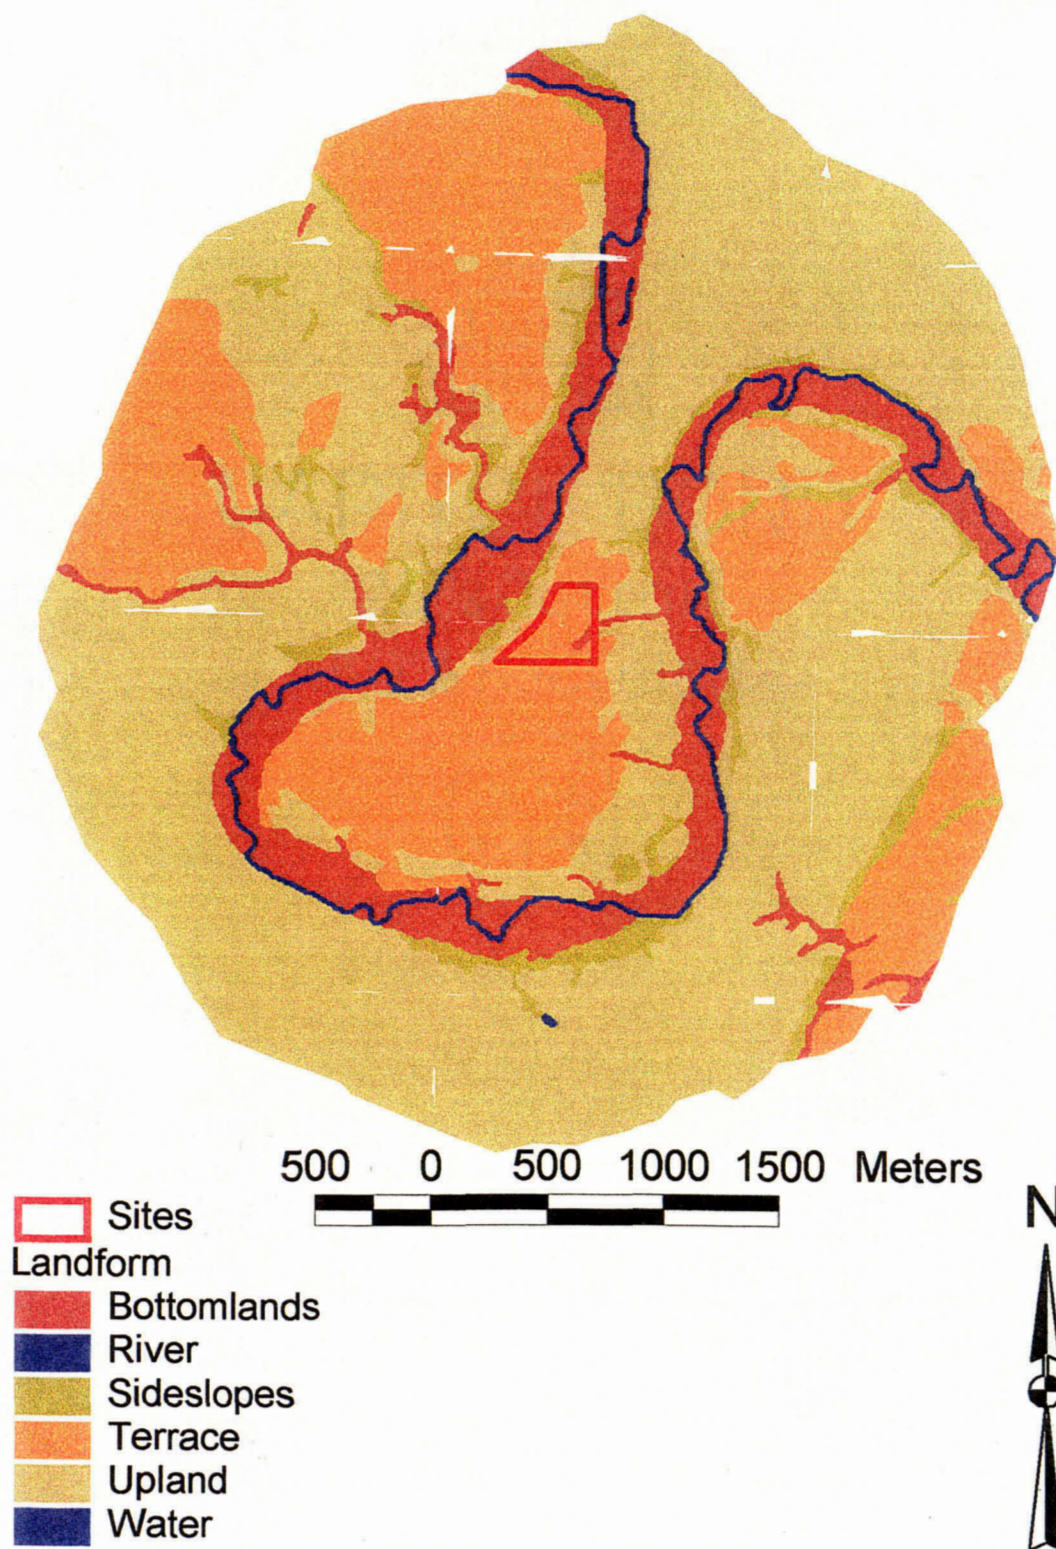 500 0 500 1000 1500 Meters
N
Sites
Landform
Bottomlands
River
Sideslopes
Terrace
Upland
Water